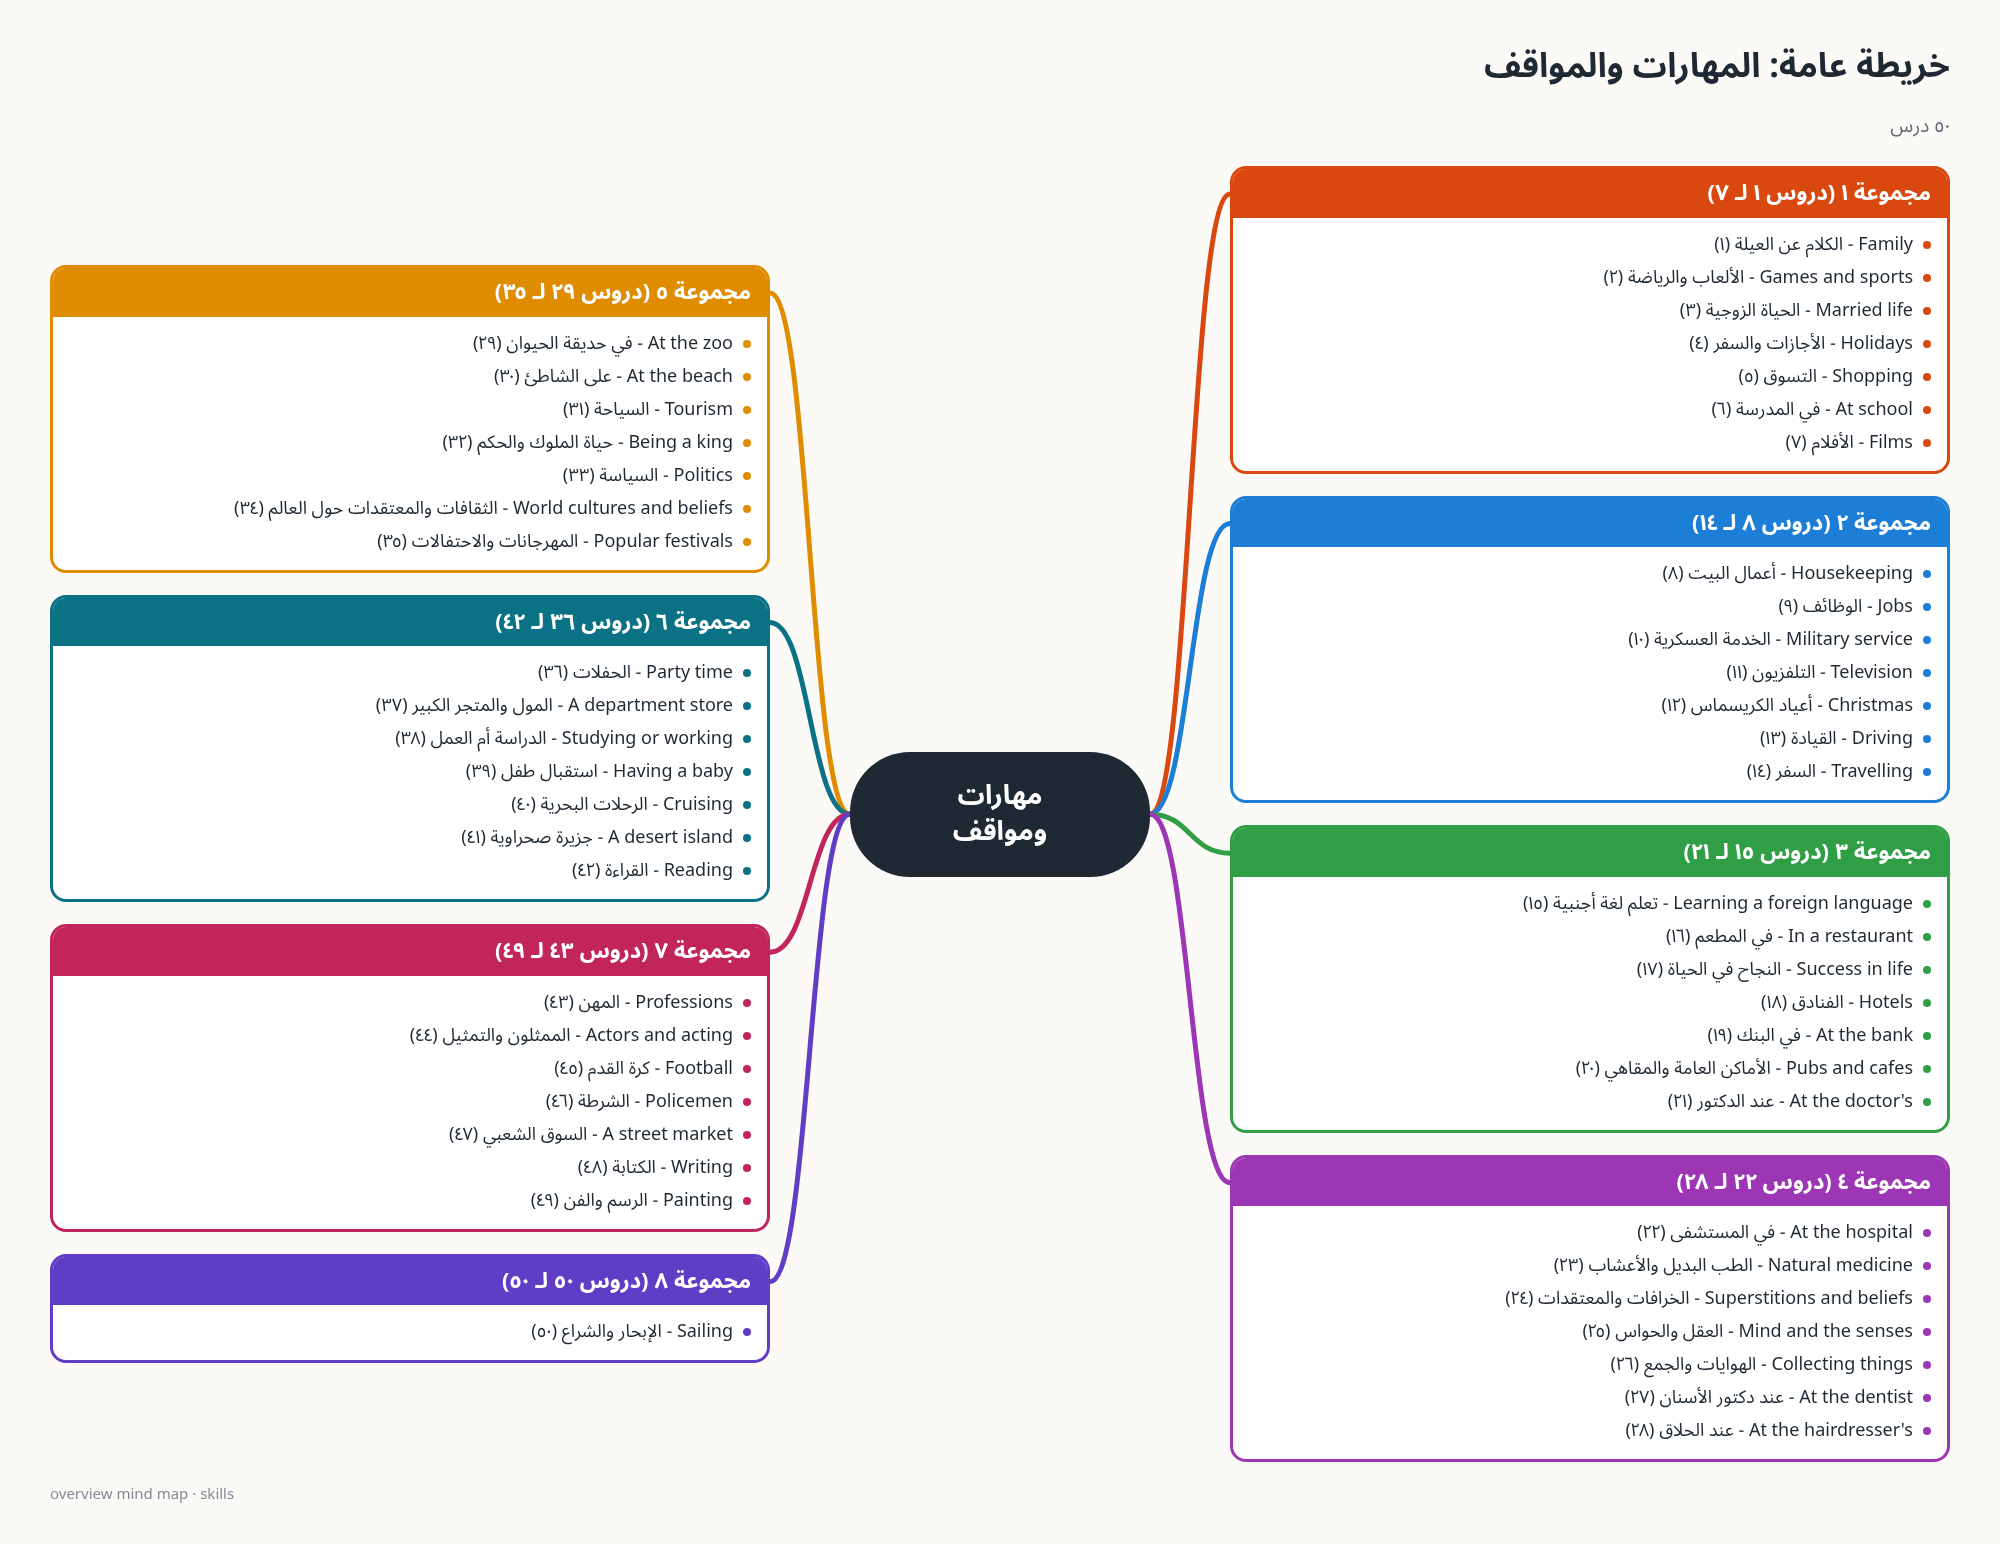 خريطة عامة: المهارات والمواقف
٥٠ درس
مجموعة ١ (دروس ١ لـ ٧)
Family - الكلام عن العيلة (١)
Games and sports - الألعاب والرياضة (٢)
Married life - الحياة الزوجية (٣)
Holidays - الأجازات والسفر (٤)
Shopping - التسوق (٥)
At school - في المدرسة (٦)
Films - الأفلام (٧)
مجموعة ٢ (دروس ٨ لـ ١٤)
Housekeeping - أعمال البيت (٨)
Jobs - الوظائف (٩)
Military service - الخدمة العسكرية (١٠)
Television - التلفزيون (١١)
Christmas - أعياد الكريسماس (١٢)
Driving - القيادة (١٣)
Travelling - السفر (١٤)
مجموعة ٣ (دروس ١٥ لـ ٢١)
Learning a foreign language - تعلم لغة أجنبية (١٥)
In a restaurant - في المطعم (١٦)
Success in life - النجاح في الحياة (١٧)
Hotels - الفنادق (١٨)
At the bank - في البنك (١٩)
Pubs and cafes - الأماكن العامة والمقاهي (٢٠)
At the doctor's - عند الدكتور (٢١)
مجموعة ٤ (دروس ٢٢ لـ ٢٨)
At the hospital - في المستشفى (٢٢)
Natural medicine - الطب البديل والأعشاب (٢٣)
Superstitions and beliefs - الخرافات والمعتقدات (٢٤)
Mind and the senses - العقل والحواس (٢٥)
Collecting things - الهوايات والجمع (٢٦)
At the dentist - عند دكتور الأسنان (٢٧)
At the hairdresser's - عند الحلاق (٢٨)
مهارات
ومواقف
مجموعة ٥ (دروس ٢٩ لـ ٣٥)
At the zoo - في حديقة الحيوان (٢٩)
At the beach - على الشاطئ (٣٠)
Tourism - السياحة (٣١)
Being a king - حياة الملوك والحكم (٣٢)
Politics - السياسة (٣٣)
World cultures and beliefs - الثقافات والمعتقدات حول العالم (٣٤)
Popular festivals - المهرجانات والاحتفالات (٣٥)
مجموعة ٦ (دروس ٣٦ لـ ٤٢)
Party time - الحفلات (٣٦)
A department store - المول والمتجر الكبير (٣٧)
Studying or working - الدراسة أم العمل (٣٨)
Having a baby - استقبال طفل (٣٩)
Cruising - الرحلات البحرية (٤٠)
A desert island - جزيرة صحراوية (٤١)
Reading - القراءة (٤٢)
مجموعة ٧ (دروس ٤٣ لـ ٤٩)
Professions - المهن (٤٣)
Actors and acting - الممثلون والتمثيل (٤٤)
Football - كرة القدم (٤٥)
Policemen - الشرطة (٤٦)
A street market - السوق الشعبي (٤٧)
Writing - الكتابة (٤٨)
Painting - الرسم والفن (٤٩)
مجموعة ٨ (دروس ٥٠ لـ ٥٠)
Sailing - الإبحار والشراع (٥٠)
overview mind map · skills